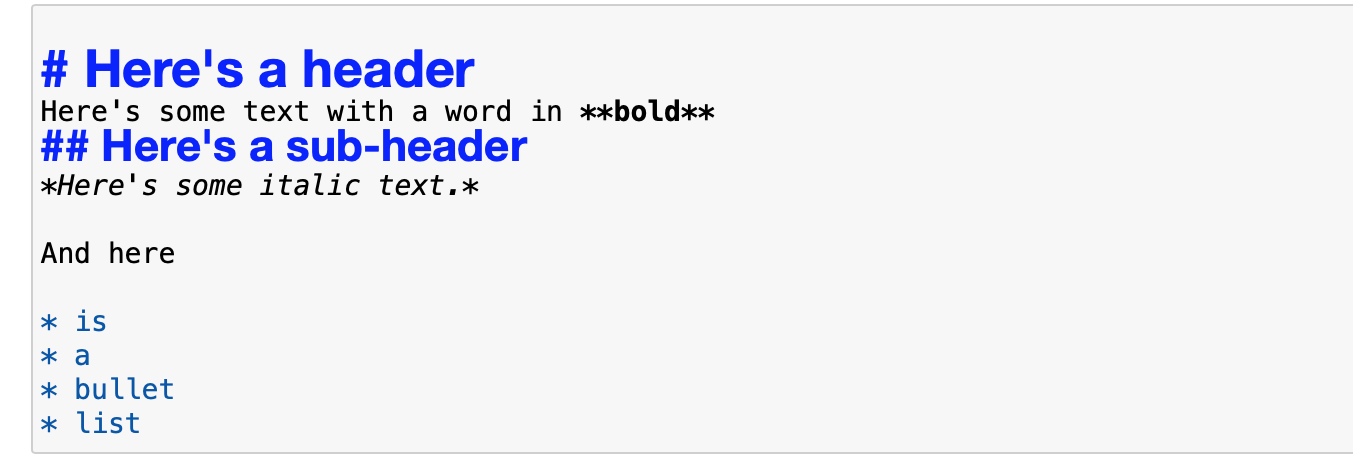 # Here's a header
Here's some text with a word in **bold**
## Here's a sub-header
*Here's some italic text.*
And here
* is
* a
* bullet
* list